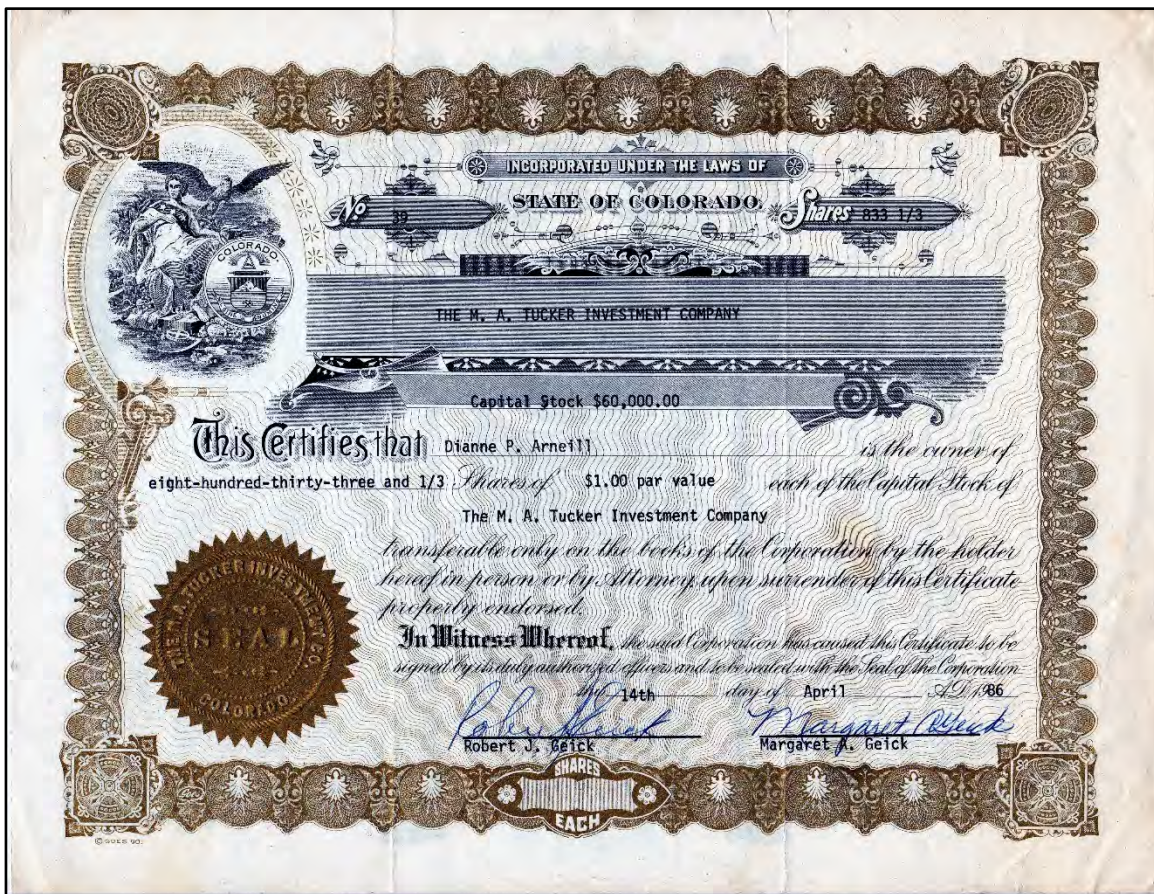 INCORPORATED UNDER THE LAWS OF
No 39 STATE OF COLORADO. Shares 833 1/3
COLORADO
THE M. A. TUCKER INVESTMENT COMPANY
Capital Stock $60,000.00
This Certifies that Dianne P. Arneill is the owner of
eight-hundred-thirty-three and 1/3 Shares of $1.00 par value each of the Capital Stock of
The M. A. Tucker Investment Company
transferable only on the books of the Corporation by the holder
hereof in person or by Attorney upon surrender of this Certificate
properly endorsed.
In Witness Whereof, the said Corporation has caused this Certificate to be
signed by its duly authorized officers and to be sealed with the Seal of the Corporation
this 14th day of April A.D. 1986
THE M. A. TUCKER INVESTMENT CO.
SEAL
COLORADO
Robert J. Geick Margaret A. Geick
Robert J. Geick Margaret A. Geick
SHARES
EACH
© GOES